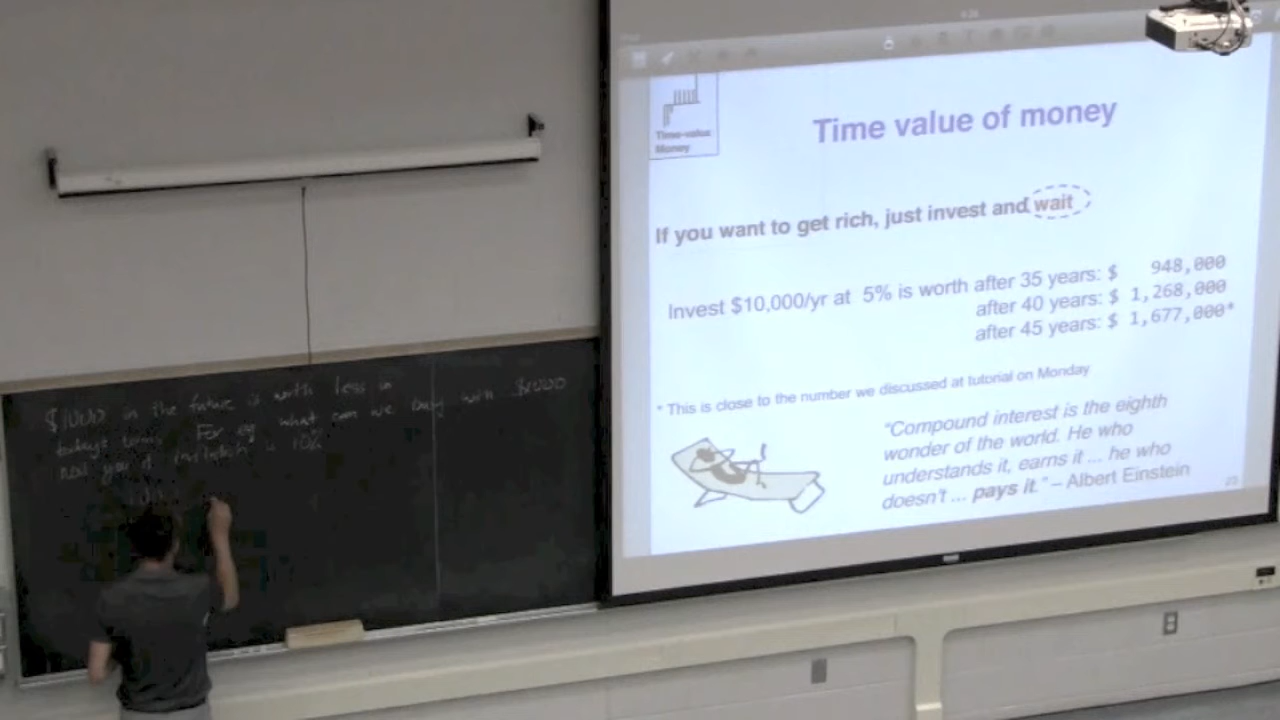 $1000 in the future is worth less in
today's terms. For eg what can we buy with $1000
next year if inflation is 10%
Time-value
Money
Time value of money
If you want to get rich, just invest and wait
Invest $10,000/yr at 5% is worth after 35 years: $ 948,000
after 40 years: $ 1,268,000
after 45 years: $ 1,677,000*
* This is close to the number we discussed at tutorial on Monday
"Compound interest is the eighth
wonder of the world. He who
understands it, earns it ... he who
doesn't ... pays it." – Albert Einstein
23